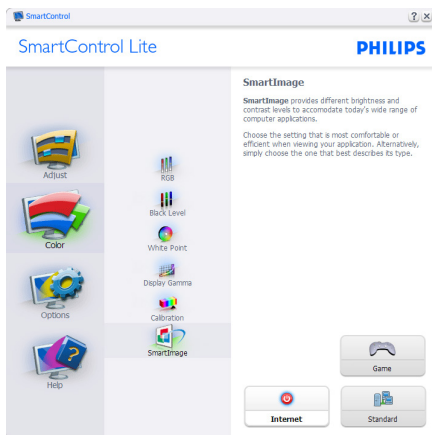 SmartControl
SmartControl Lite
PHILIPS
Adjust
Color
Options
Help
RGB
Black Level
White Point
Display Gamma
Calibration
SmartImage
SmartImage
SmartImage provides different brightness and
contrast levels to accomodate today's wide range of
computer applications.
Choose the setting that is most comfortable or
efficient when viewing your application. Alternatively,
simply choose the one that best describes its type.
Game
Internet
Standard